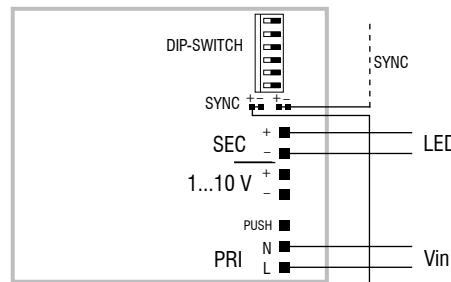 DIP-SWITCH
SYNC
SYNC + - + -
SEC + - LED
1...10 V + -
PUSH
PRI N L Vin